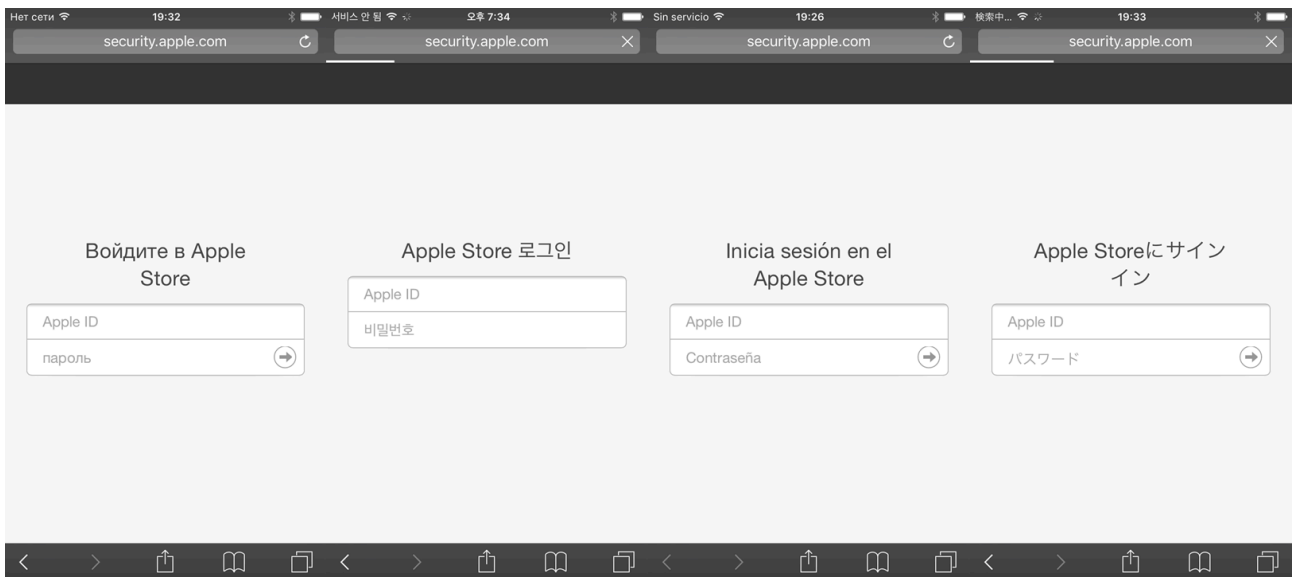 Нет сети 19:32
security.apple.com
Войдите в Apple
Store
Apple ID
пароль
서비스 안 됨 오후 7:34
security.apple.com
Apple Store 로그인
Apple ID
비밀번호
Sin servicio 19:26
security.apple.com
Inicia sesión en el
Apple Store
Apple ID
Contraseña
検索中... 19:33
security.apple.com
Apple Storeにサイン
イン
Apple ID
パスワード